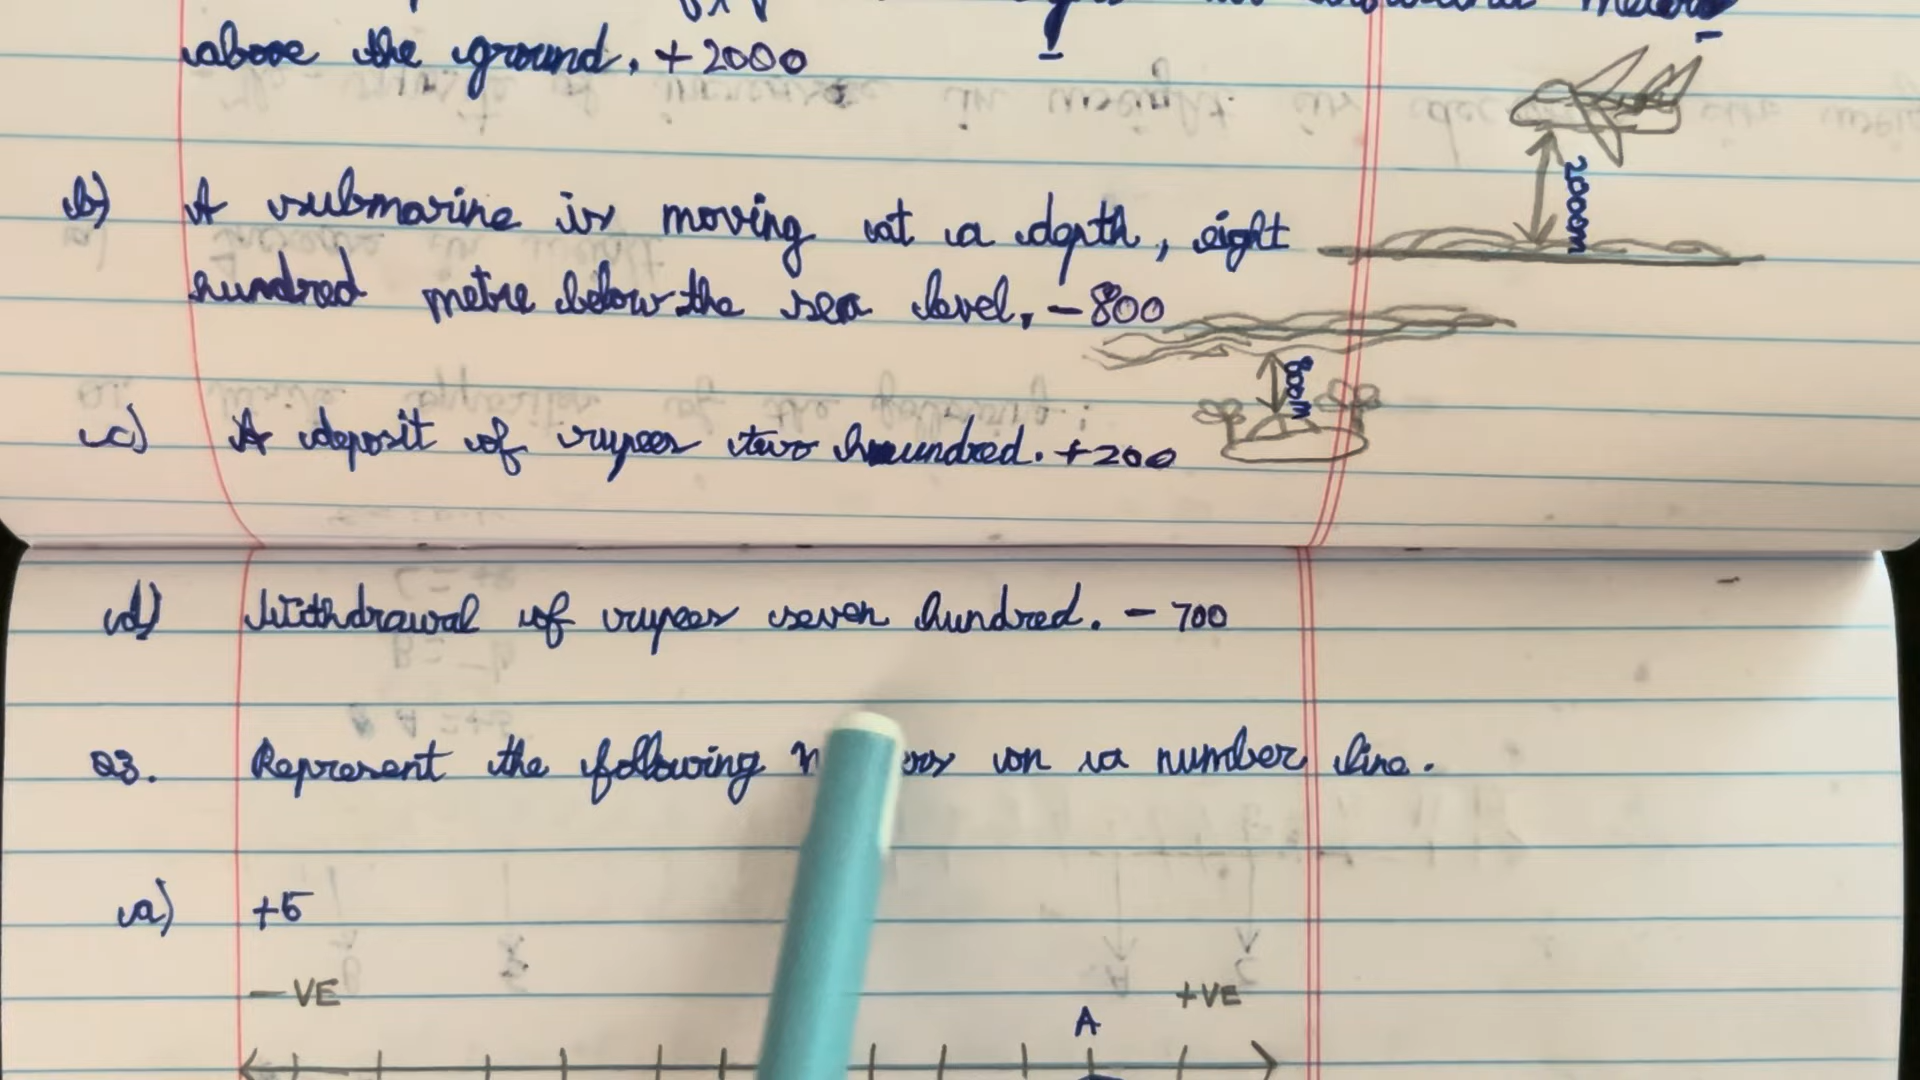 above the ground. +2000
2000m
b) A submarine is moving at a depth, eight
hundred metre below the sea level. -800
800m
c) A deposit of rupees two hundred. +200
d) Withdrawal of rupees seven hundred. - 700
Q3. Represent the following on a number line.
a) +5
-VE +VE
A